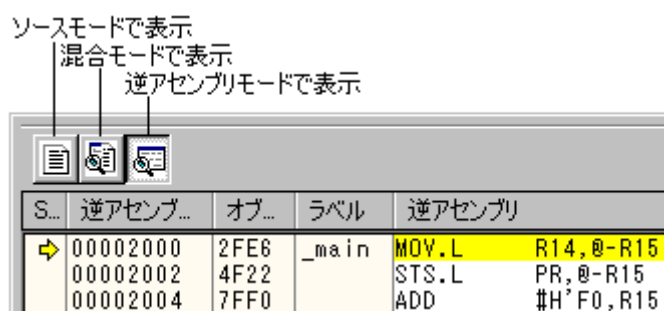 ソースモードで表示
混合モードで表示
逆アセンブリモードで表示
S... 逆アセンブ... オブ... ラベル 逆アセンブリ
00002000 2FE6 _main MOV.L R14,@-R15
00002002 4F22 STS.L PR,@-R15
00002004 7FF0 ADD #H'F0,R15